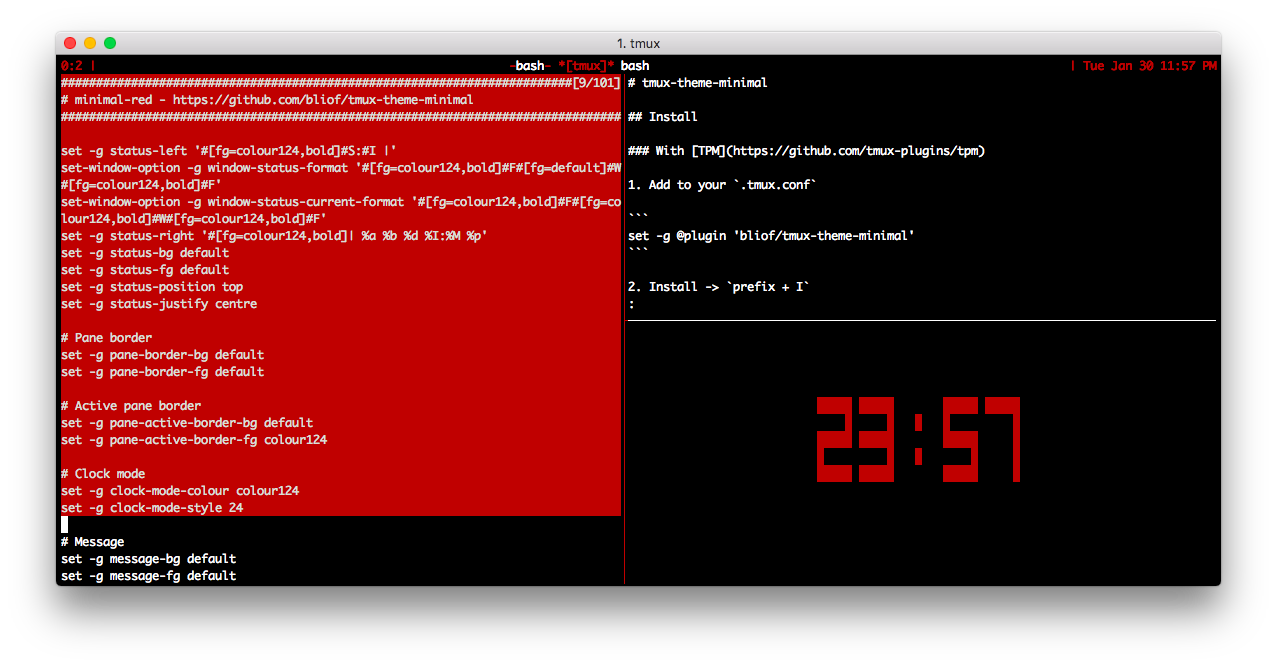 1. tmux
0:2 |
-bash- *[tmux]* bash
| Tue Jan 30 11:57 PM
#########################################################################[9/101]
# minimal-red - https://github.com/bliof/tmux-theme-minimal
################################################################################

set -g status-left '#[fg=colour124,bold]#S:#I |'
set-window-option -g window-status-format '#[fg=colour124,bold]#F#[fg=default]#W
#[fg=colour124,bold]#F'
set-window-option -g window-status-current-format '#[fg=colour124,bold]#F#[fg=co
lour124,bold]#W#[fg=colour124,bold]#F'
set -g status-right '#[fg=colour124,bold]| %a %b %d %I:%M %p'
set -g status-bg default
set -g status-fg default
set -g status-position top
set -g status-justify centre

# Pane border
set -g pane-border-bg default
set -g pane-border-fg default

# Active pane border
set -g pane-active-border-bg default
set -g pane-active-border-fg colour124

# Clock mode
set -g clock-mode-colour colour124
set -g clock-mode-style 24

# Message
set -g message-bg default
set -g message-fg default
# tmux-theme-minimal

## Install

### With [TPM](https://github.com/tmux-plugins/tpm)

1. Add to your `.tmux.conf`

```
set -g @plugin 'bliof/tmux-theme-minimal'
```

2. Install -> `prefix + I`
:
23:57